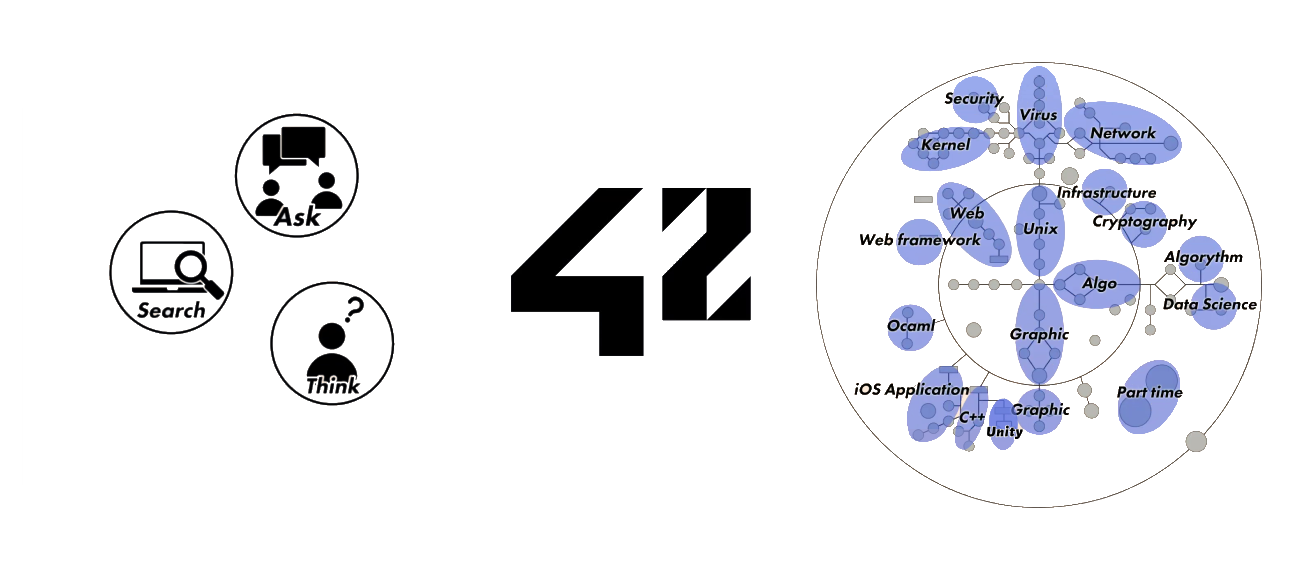 Ask
Search
?
Think
42
Security
Virus
Network
Kernel
Infrastructure
Web
Cryptography
Unix
Web framework
Algorythm
Algo
Data Science
Ocaml
Graphic
iOS Application
Part time
Graphic
C++
Unity